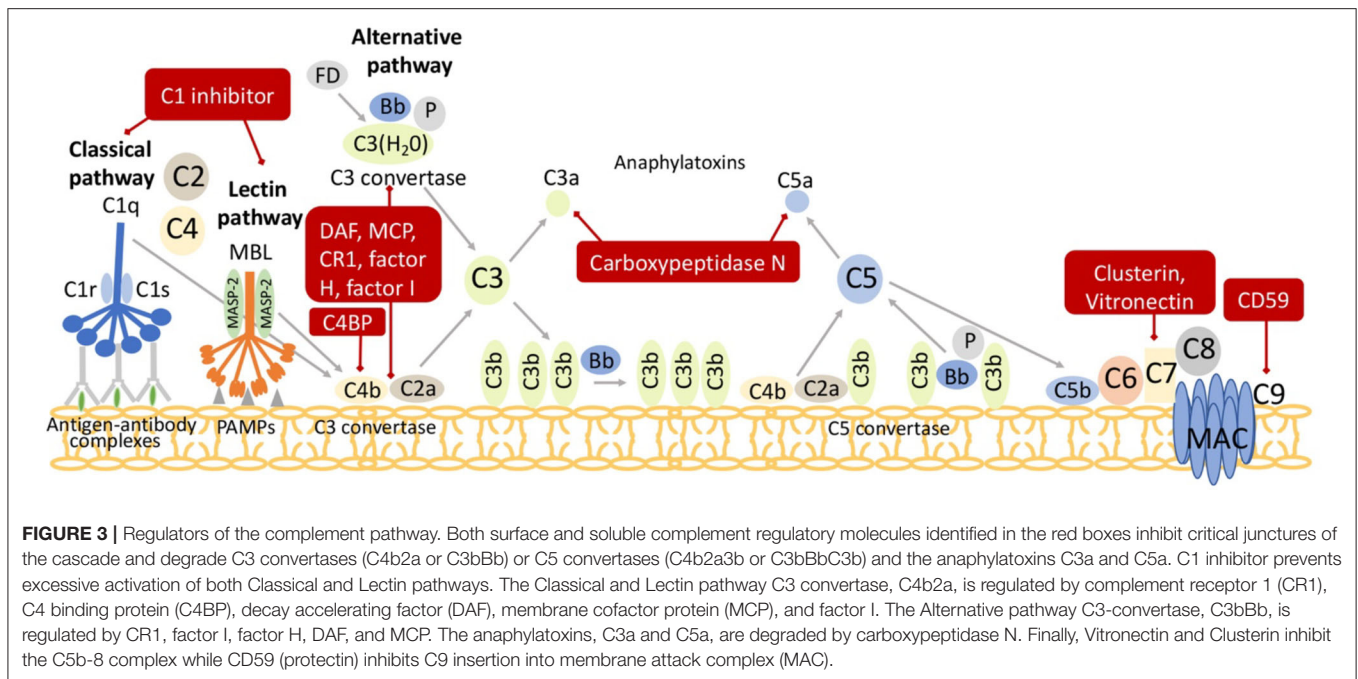 Alternative
pathway
FD
Bb
P
C3(H₂0)
C3 convertase
C1 inhibitor
Classical
pathway
C2
C4
C1q
C1r
C1s
Lectin
pathway
MBL
MASP-2
MASP-2
Antigen-antibody
complexes
PAMPs
DAF, MCP,
CR1, factor
H, factor I
C4BP
C4b
C2a
C3 convertase
C3
Anaphylatoxins
C3a
C5a
Carboxypeptidase N
C3b
C3b
C3b
Bb
C3b
C3b
C3b
C5
C4b
C2a
C3b
C3b
P
Bb
C3b
C5 convertase
Clusterin,
Vitronectin
CD59
C5b
C6
C7
C8
C9
MAC
FIGURE 3 | Regulators of the complement pathway. Both surface and soluble complement regulatory molecules identified in the red boxes inhibit critical junctures of
the cascade and degrade C3 convertases (C4b2a or C3bBb) or C5 convertases (C4b2a3b or C3bBbC3b) and the anaphylatoxins C3a and C5a. C1 inhibitor prevents
excessive activation of both Classical and Lectin pathways. The Classical and Lectin pathway C3 convertase, C4b2a, is regulated by complement receptor 1 (CR1),
C4 binding protein (C4BP), decay accelerating factor (DAF), membrane cofactor protein (MCP), and factor I. The Alternative pathway C3-convertase, C3bBb, is
regulated by CR1, factor I, factor H, DAF, and MCP. The anaphylatoxins, C3a and C5a, are degraded by carboxypeptidase N. Finally, Vitronectin and Clusterin inhibit
the C5b-8 complex while CD59 (protectin) inhibits C9 insertion into membrane attack complex (MAC).